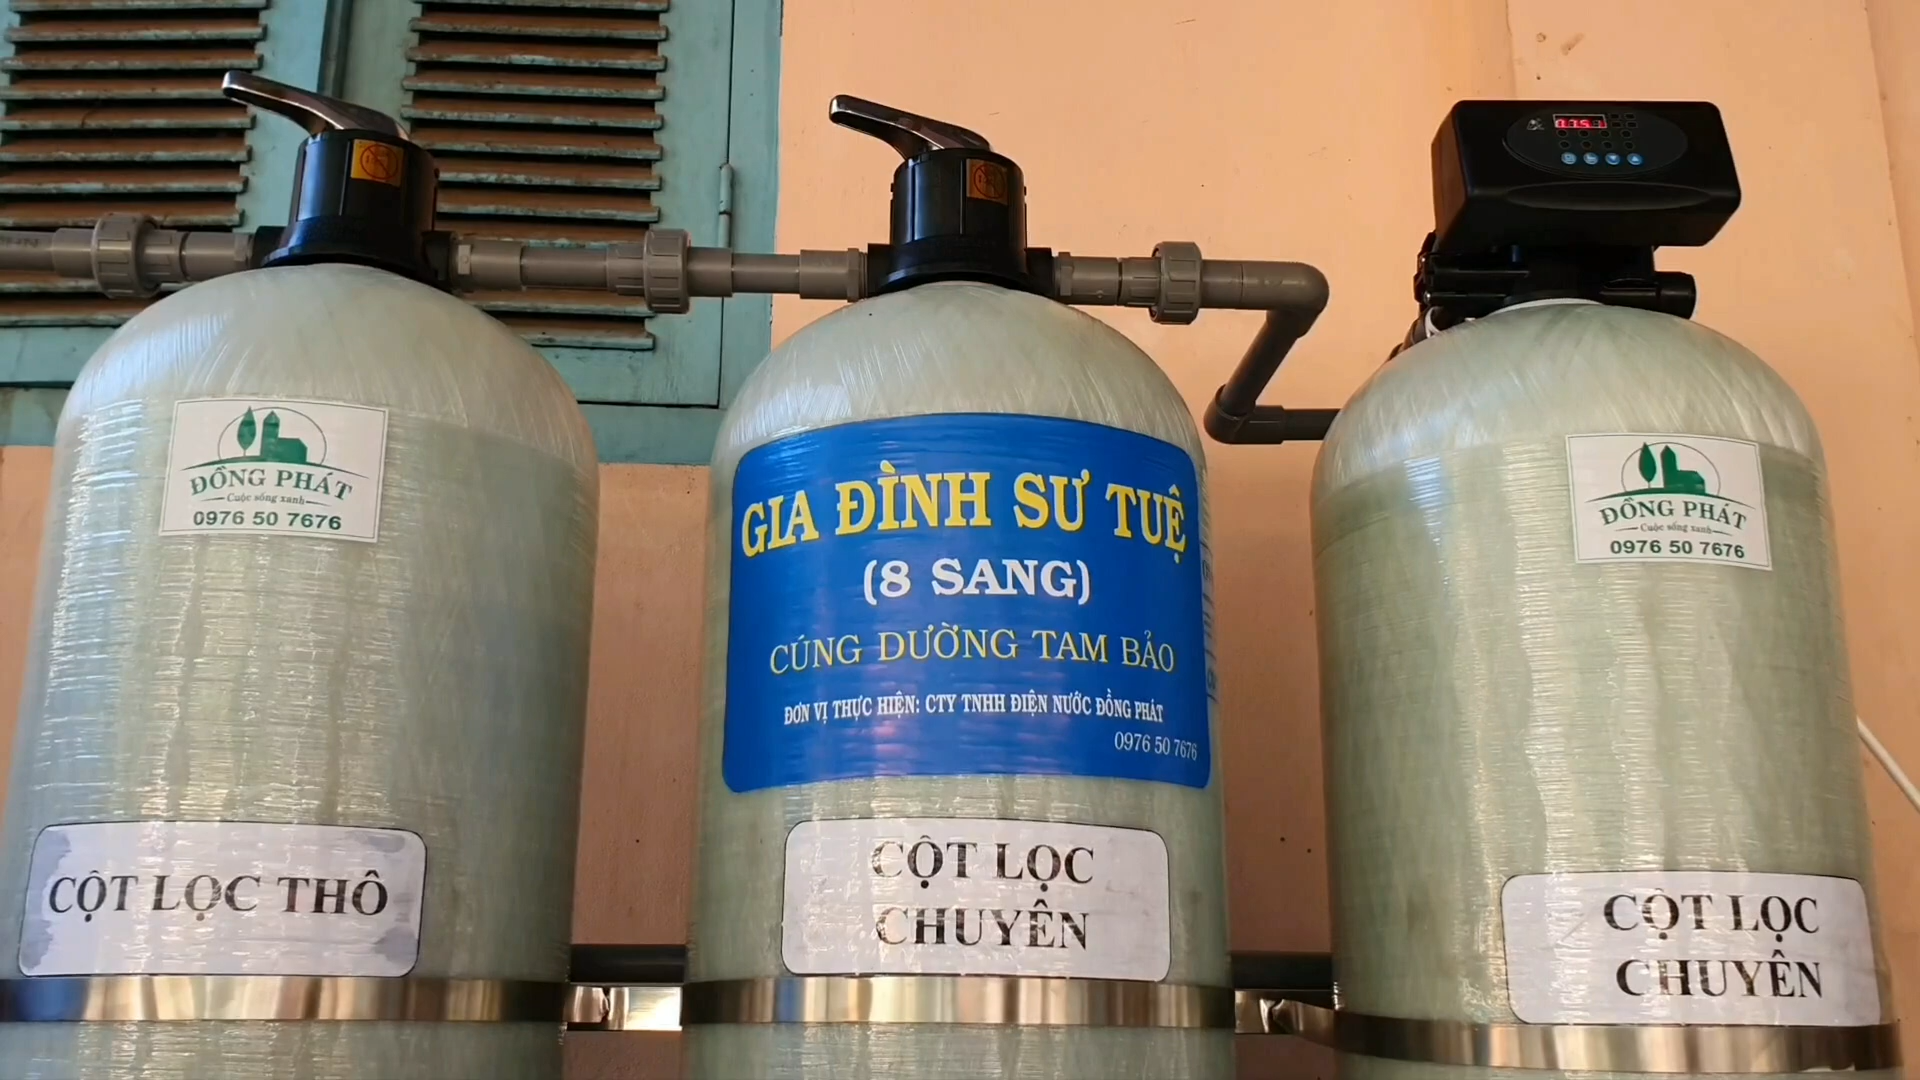 ĐỒNG PHÁT
Cuộc sống xanh
0976 50 7676
CỘT LỌC THÔ
GIA ĐÌNH SƯ TUỆ
(8 SANG)
CÚNG DƯỜNG TAM BẢO
ĐƠN VỊ THỰC HIỆN: CTY TNHH ĐIỆN NƯỚC ĐỒNG PHÁT
0976 50 7676
CỘT LỌC
CHUYÊN
ĐỒNG PHÁT
Cuộc sống xanh
0976 50 7676
CỘT LỌC
CHUYÊN